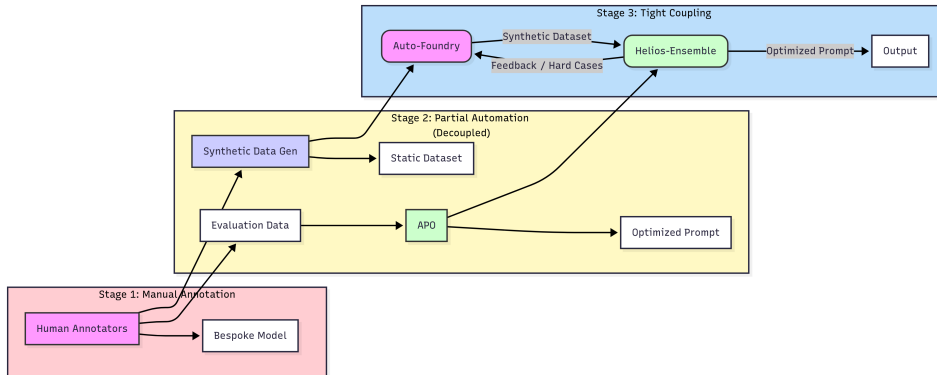 Stage 3: Tight Coupling
Auto-Foundry
Synthetic Dataset
Feedback / Hard Cases
Helios-Ensemble
Optimized Prompt
Output
Stage 2: Partial Automation
(Decoupled)
Synthetic Data Gen
Static Dataset
Evaluation Data
APO
Optimized Prompt
Stage 1: Manual Annotation
Human Annotators
Bespoke Model